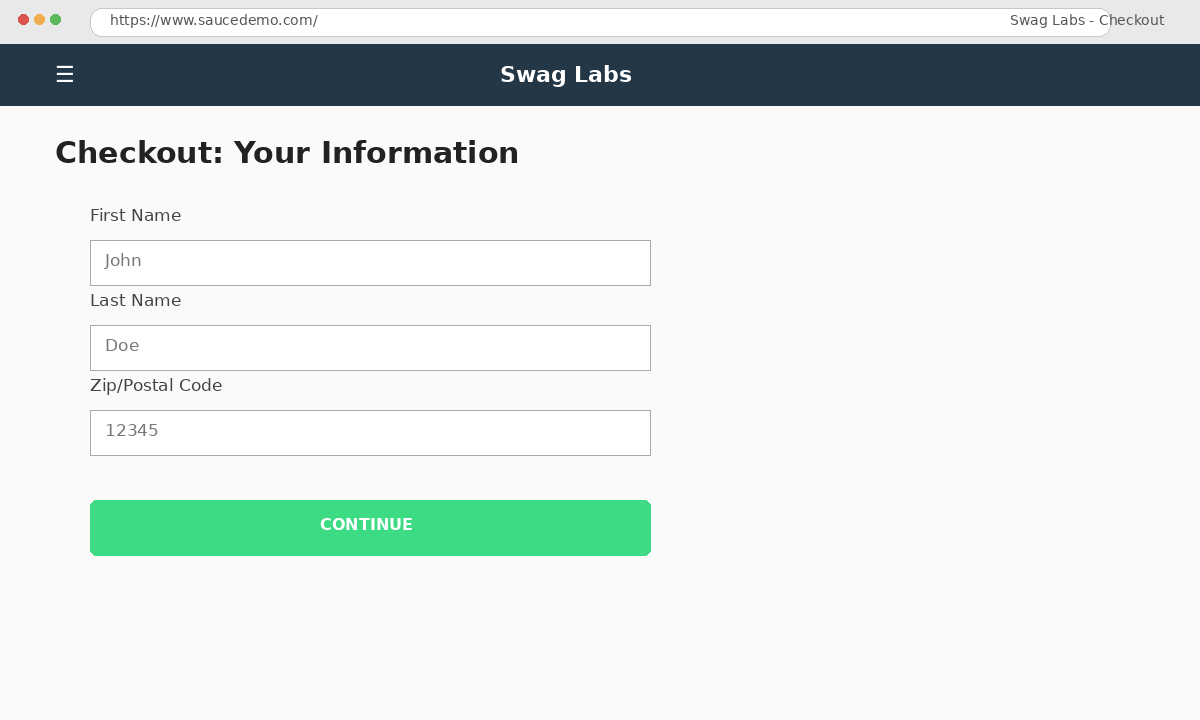 https://www.saucedemo.com/
Swag Labs - Checkout
☰
Swag Labs
Checkout: Your Information
First Name
John
Last Name
Doe
Zip/Postal Code
12345
CONTINUE